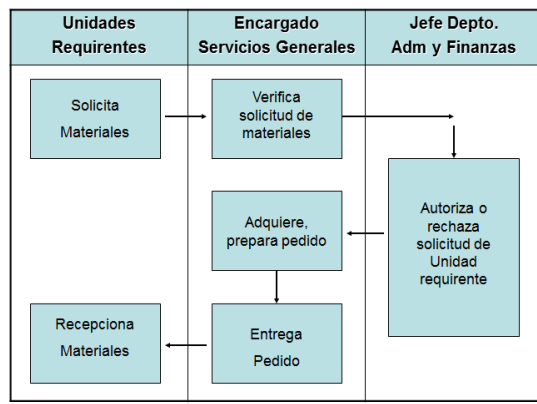 Unidades
Requirentes
Encargado
Servicios Generales
Jefe Depto.
Adm y Finanzas
Solicita
Materiales
Verifica
solicitud de
materiales
Autoriza o
rechaza
solicitud de
Unidad
requirente
Adquiere,
prepara pedido
Entrega
Pedido
Recepciona
Materiales